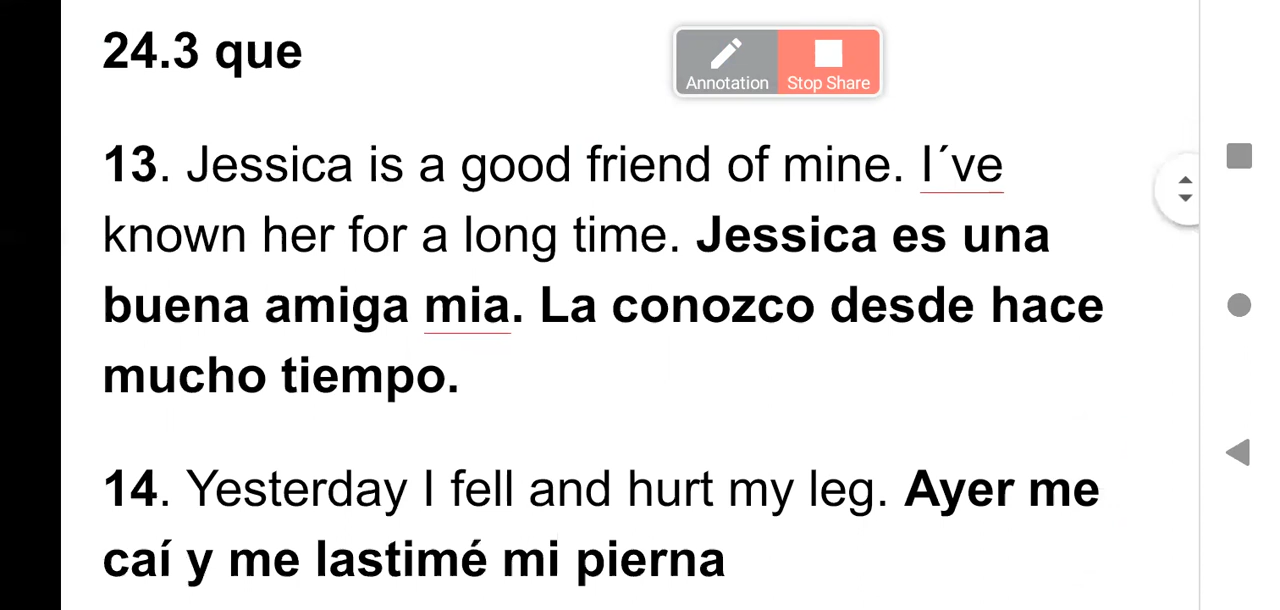 24.3 que
Annotation Stop Share
13. Jessica is a good friend of mine. I´ve
known her for a long time. Jessica es una
buena amiga mia. La conozco desde hace
mucho tiempo.
14. Yesterday I fell and hurt my leg. Ayer me
caí y me lastimé mi pierna